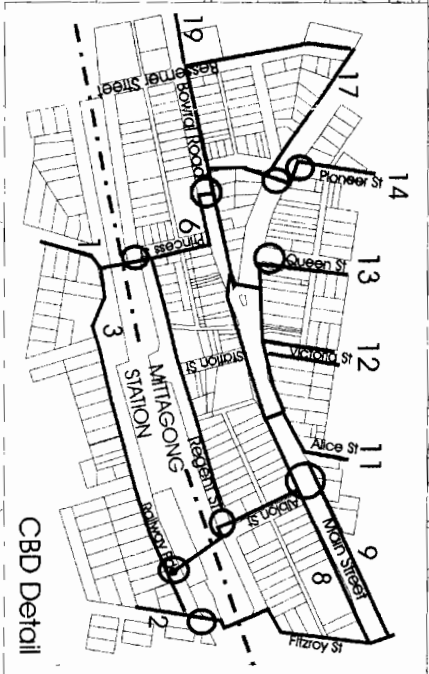 19
17
Bessemer Street
Bowral Road
14
Pioneer St
6
Princess
1
13
Queen St
3
12
Victoria St
Station St
MITTAGONG
STATION
Regent St
11
Alice St
Albion St
Main Street
9
8
Railway
2
Fitzroy St
CBD Detail